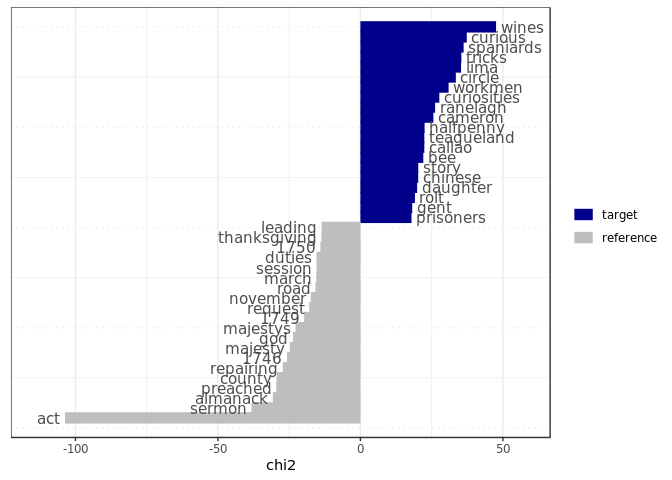 wines
curious
spaniards
tricks
lima
circle
workmen
curiosities
ranelagh
cameron
halfpenny
teagueland
callao
bee
story
chinese
daughter
rolt
gent
prisoners
leading
thanksgiving
1750
duties
session
march
road
november
request
1749
majestys
god
majesty
1746
repairing
county
preached
almanack
sermon
act
target
reference
-100 -50 0 50
chi2